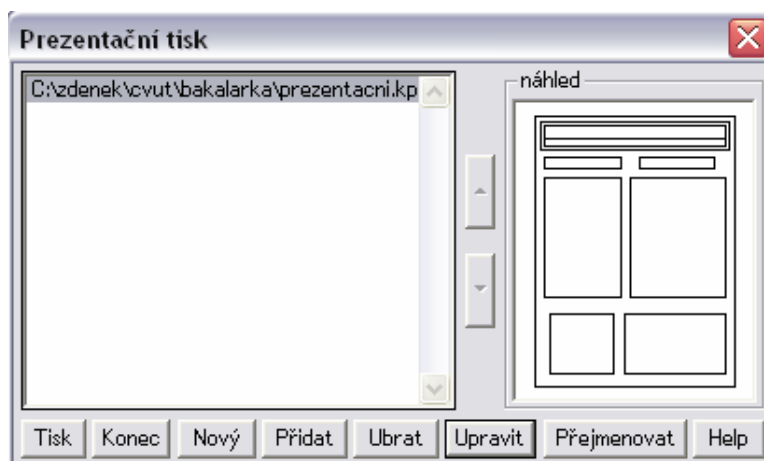 Prezentační tisk
C:\zdenek\cvut\bakalarka\prezentacni.kp
náhled
Tisk Konec Nový Přidat Ubrat Upravit Přejmenovat Help